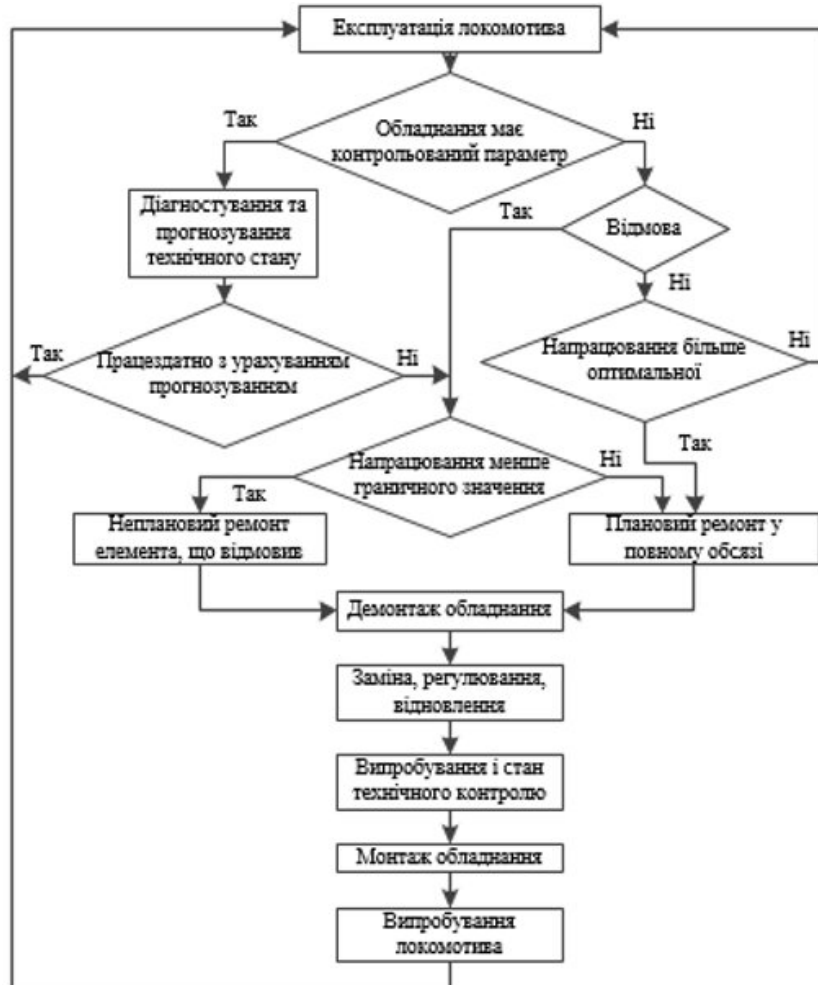 Експлуатація локомотива
Так
Ні
Обладнання має
контрольований параметр
Діагностування та
прогнозування
технічного стану
Так
Відмова
Ні
Так
Працездатно з урахуванням
прогнозуванням
Ні
Напрацювання більше
оптимальної
Ні
Так
Напрацювання менше
граничного значення
Ні
Так
Неплановий ремонт
елемента, що відмовив
Плановий ремонт у
повному обсязі
Демонтаж обладнання
Заміна, регулювання,
відновлення
Випробування і стан
технічного контролю
Монтаж обладнання
Випробування
локомотива